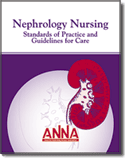 Nephrology Nursing
Standards of Practice and
Guidelines for Care
ANNA